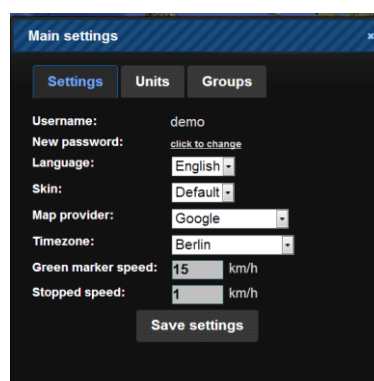 Main settings ×
Settings Units Groups
Username: demo
New password: click to change
Language: English
Skin: Default
Map provider: Google
Timezone: Berlin
Green marker speed: 15 km/h
Stopped speed: 1 km/h
Save settings